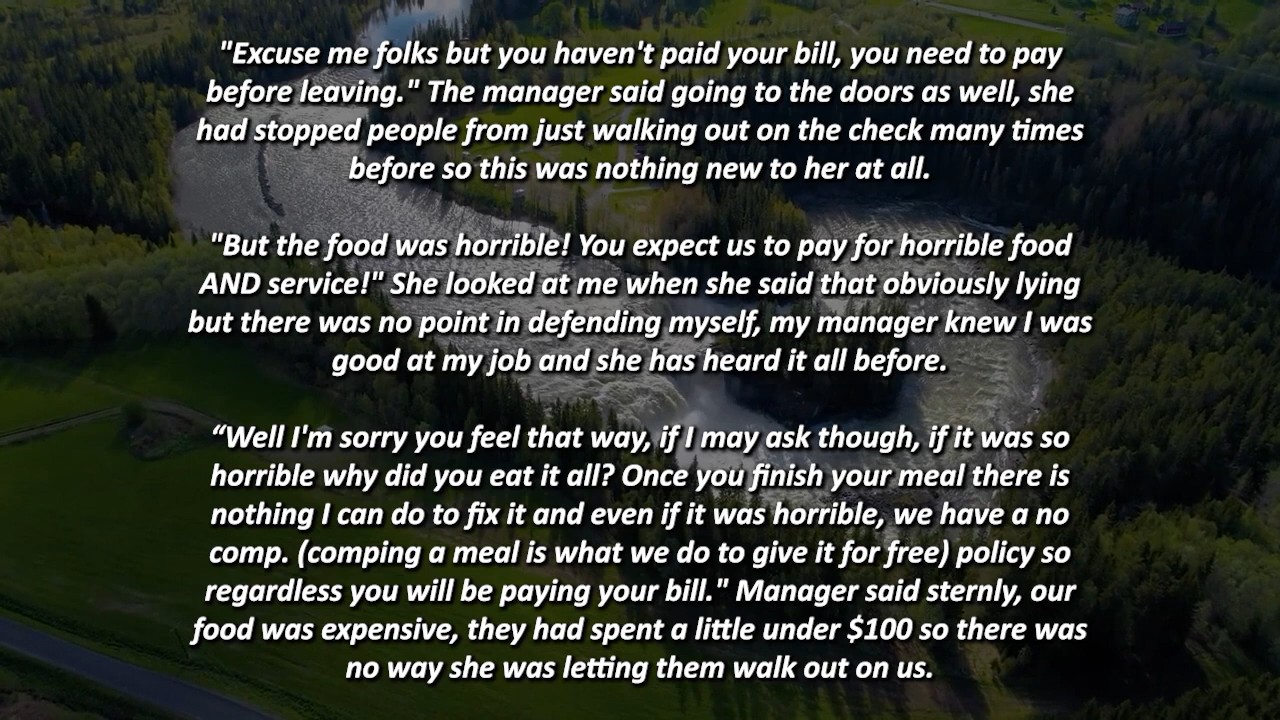 "Excuse me folks but you haven't paid your bill, you need to pay
before leaving." The manager said going to the doors as well, she
had stopped people from just walking out on the check many times
before so this was nothing new to her at all.
"But the food was horrible! You expect us to pay for horrible food
AND service!" She looked at me when she said that obviously lying
but there was no point in defending myself, my manager knew I was
good at my job and she has heard it all before.
“Well I'm sorry you feel that way, if I may ask though, if it was so
horrible why did you eat it all? Once you finish your meal there is
nothing I can do to fix it and even if it was horrible, we have a no
comp. (comping a meal is what we do to give it for free) policy so
regardless you will be paying your bill." Manager said sternly, our
food was expensive, they had spent a little under $100 so there was
no way she was letting them walk out on us.